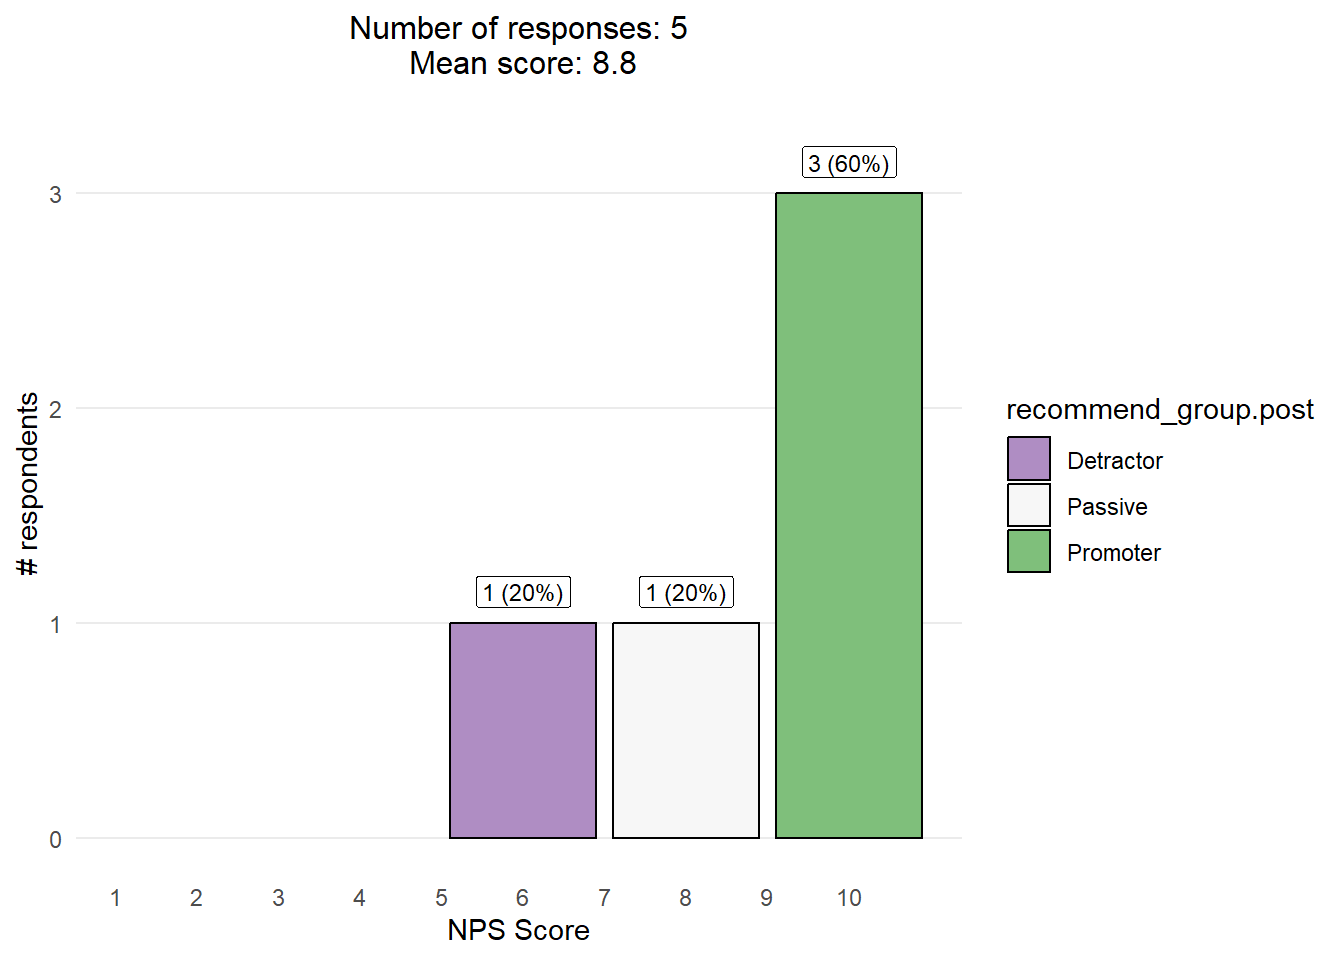 Number of responses: 5
Mean score: 8.8
3 (60%)
3
2
1 (20%) 1 (20%)
1
0
# respondents
1 2 3 4 5 6 7 8 9 10
NPS Score
recommend_group.post
Detractor
Passive
Promoter